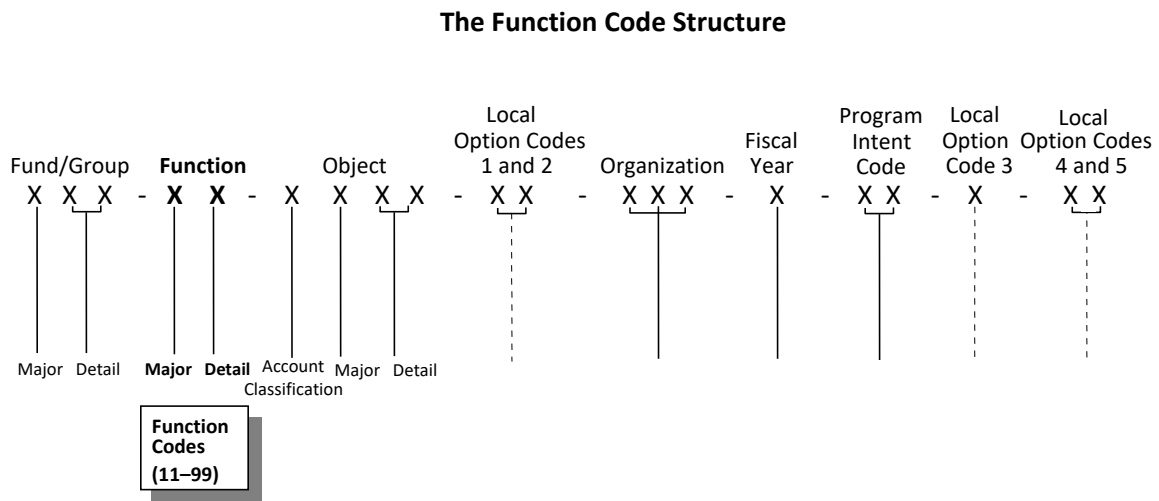 The Function Code Structure
Local
Option Codes
1 and 2
Program
Intent
Code
Local
Option
Code 3
Local
Option Codes
4 and 5
Fiscal
Year
Fund/Group
Function
Object
Organization
X X X - X X - X X X X - X X - X X X - X - X X - X - X X
Major Detail Major Detail Account Classification Major Detail
Function
Codes
(11–99)